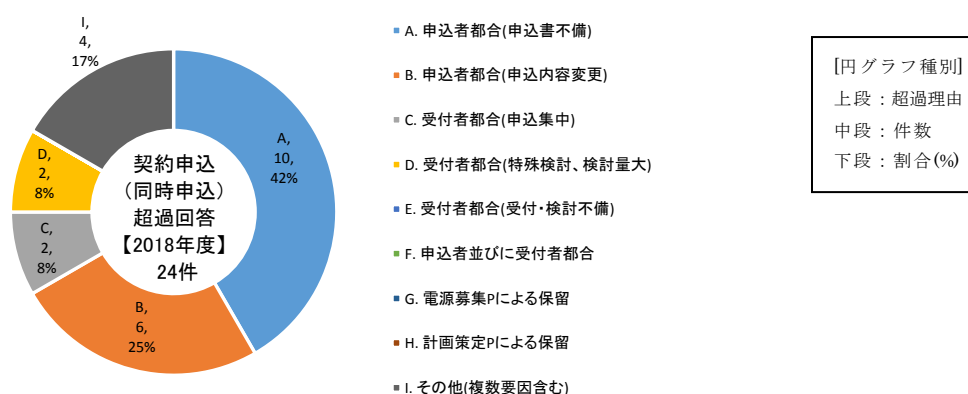 I,
4,
17%
A,
10,
42%
D,
2,
8%
C,
2,
8%
B,
6,
25%
契約申込
（同時申込）
超過回答
【2018年度】
24件
A. 申込者都合(申込書不備)
B. 申込者都合(申込内容変更)
C. 受付者都合(申込集中)
D. 受付者都合(特殊検討、検討量大)
E. 受付者都合(受付・検討不備)
F. 申込者並びに受付者都合
G. 電源募集Pによる保留
H. 計画策定Pによる保留
I. その他(複数要因含む)
[円グラフ種別]
上段：超過理由
中段：件数
下段：割合(%)